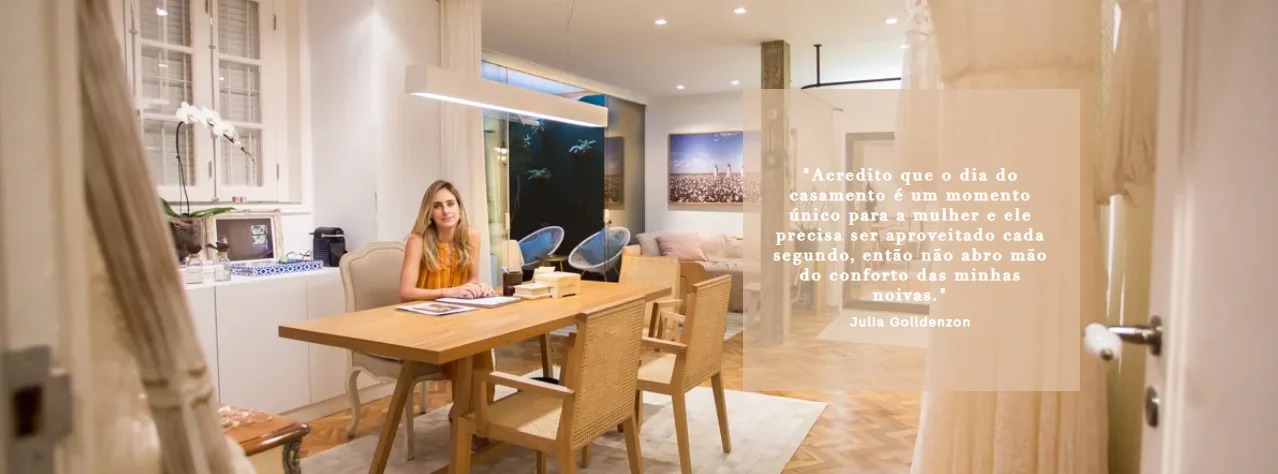 "Acredito que o dia do
casamento é um momento
único para a mulher e ele
precisa ser aproveitado cada
segundo, então não abro mão
do conforto das minhas
noivas."
Julia Golldenzon